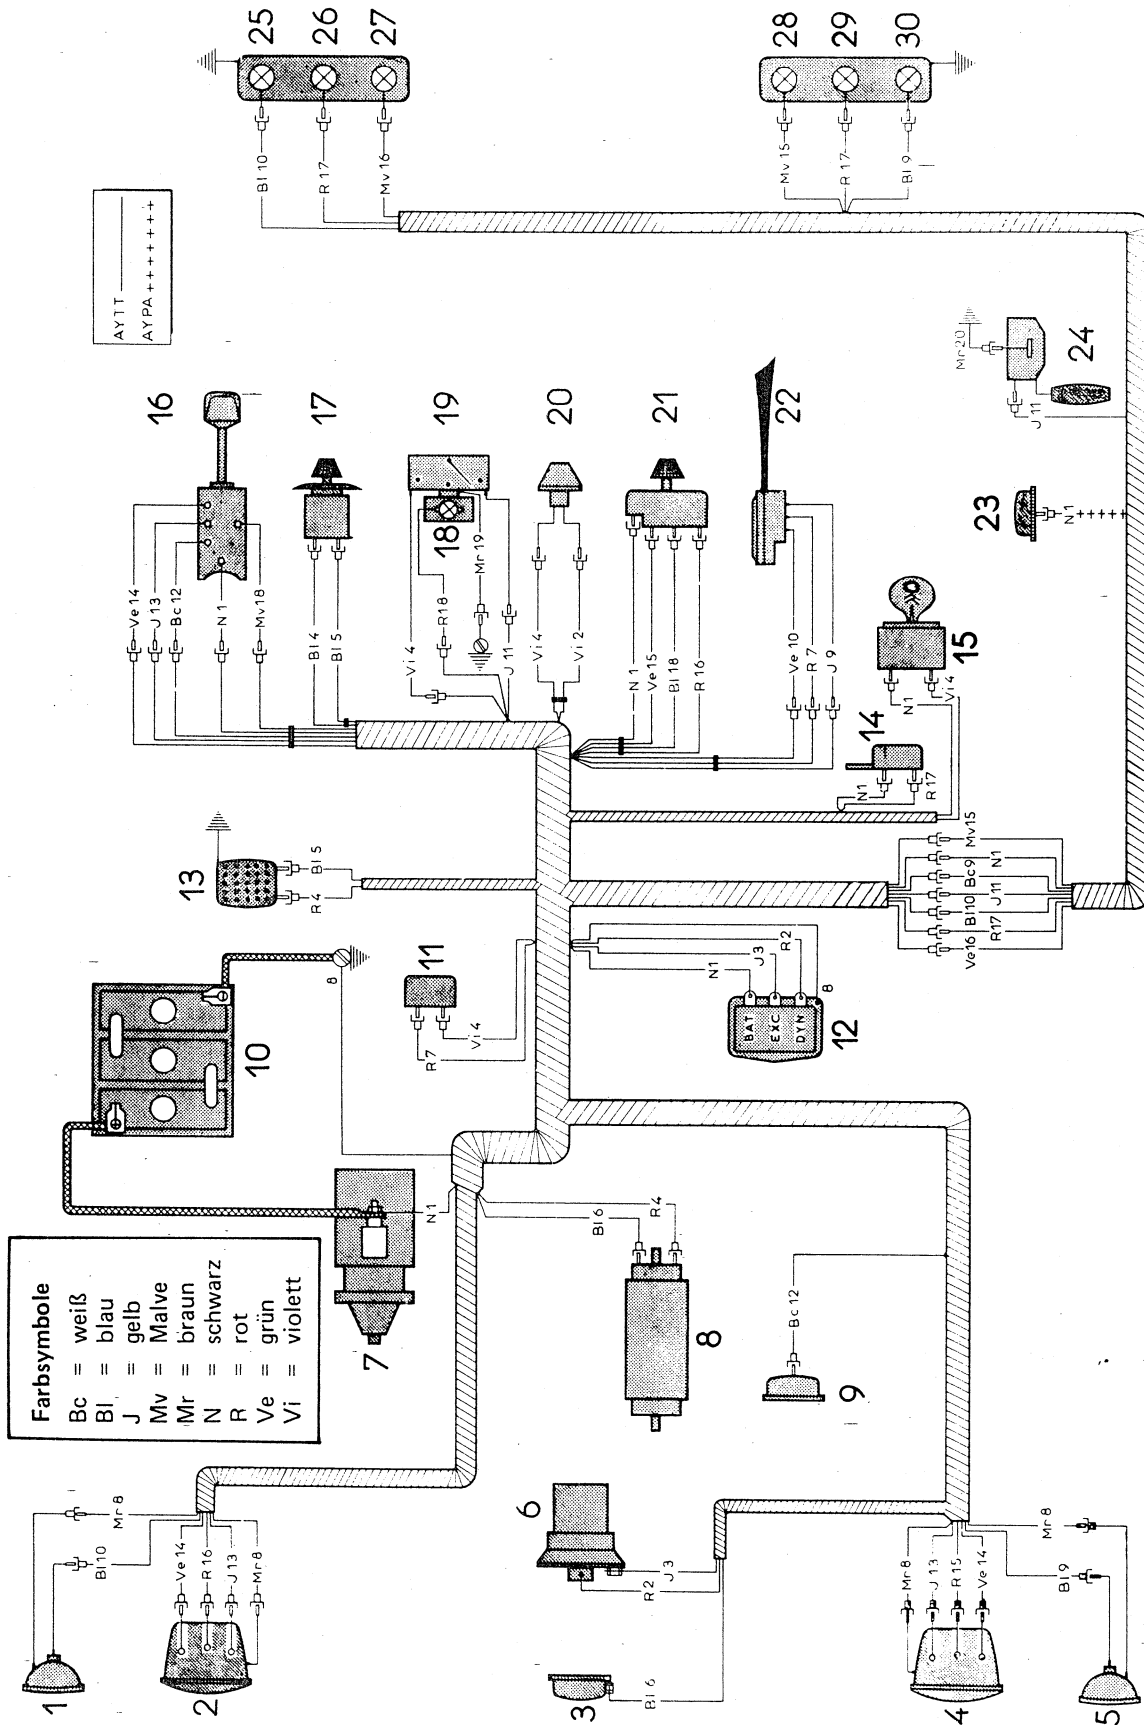 25
26
27
28
29
30
Bl 10
R 17
Mv 16
Mv 15
R 17
Bl 9
AYTT
AYPA +++++++
16
17
19
18
20
21
22
23
24
15
14
Ve 14
J 13
Bc 12
N 1
Mv 18
Bl 4
Bl 5
Vi 4
R 18
Mr 19
J 11
Vi 4
Vi 2
N 1
Ve 15
Bl 18
R 16
Ve 10
R 7
J 9
Mr 20
J 11
N 1
N 1
Vi 4
N 1
R 17
13
R 4
Bl 5
10
8
11
R 7
Vi 4
N 1
J 3
R 2
8
BAT
EXC
DYN
12
Mv 15
N 1
Bc 9
J 11
Bl 10
R 17
Ve 16
Farbsymbole
Bc = weiß
Bl = blau
J = gelb
Mv = Malve
Mr = braun
N = schwarz
R = rot
Ve = grün
Vi = violett
7
N 1
Bl 6
R 4
8
Bc 12
9
Mr 8
Bl 10
Ve 14
R 16
J 13
Mr 8
1
2
6
R 2
J 3
3
Bl 6
Mr 8
J 13
R 15
Ve 14
Mr 8
Bl 9
4
5